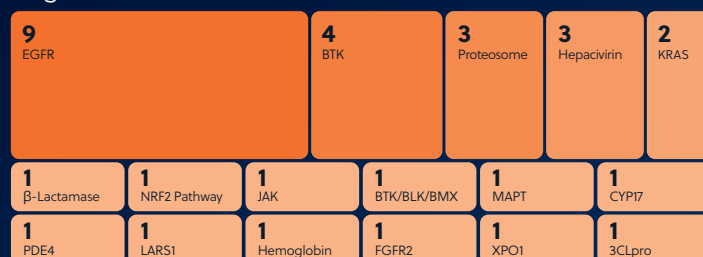 9
EGFR
4
BTK
3
Proteosome
3
Hepacivirin
2
KRAS
1
β-Lactamase
1
NRF2 Pathway
1
JAK
1
BTK/BLK/BMX
1
MAPT
1
CYP17
1
PDE4
1
LARS1
1
Hemoglobin
1
FGFR2
1
XPO1
1
3CLpro